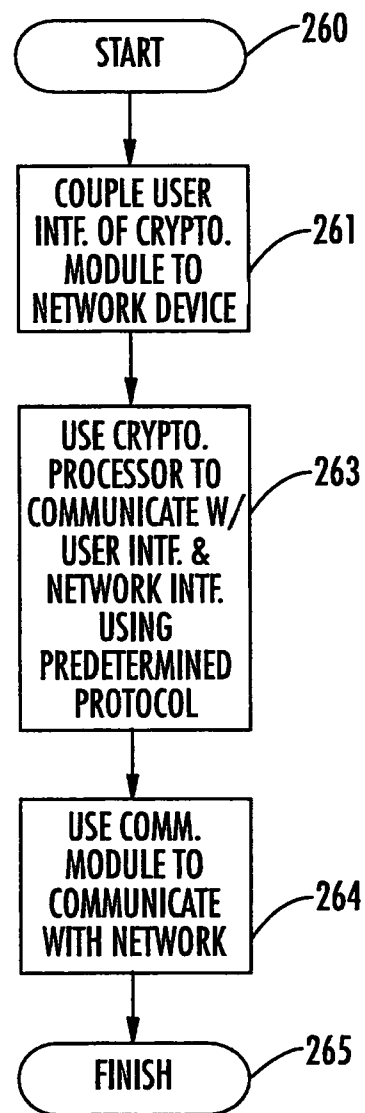 START
260
COUPLE USER
INTF. OF CRYPTO.
MODULE TO
NETWORK DEVICE
261
USE CRYPTO.
PROCESSOR TO
COMMUNICATE W/
USER INTF. &
NETWORK INTF.
USING
PREDETERMINED
PROTOCOL
263
USE COMM.
MODULE TO
COMMUNICATE
WITH NETWORK
264
FINISH
265